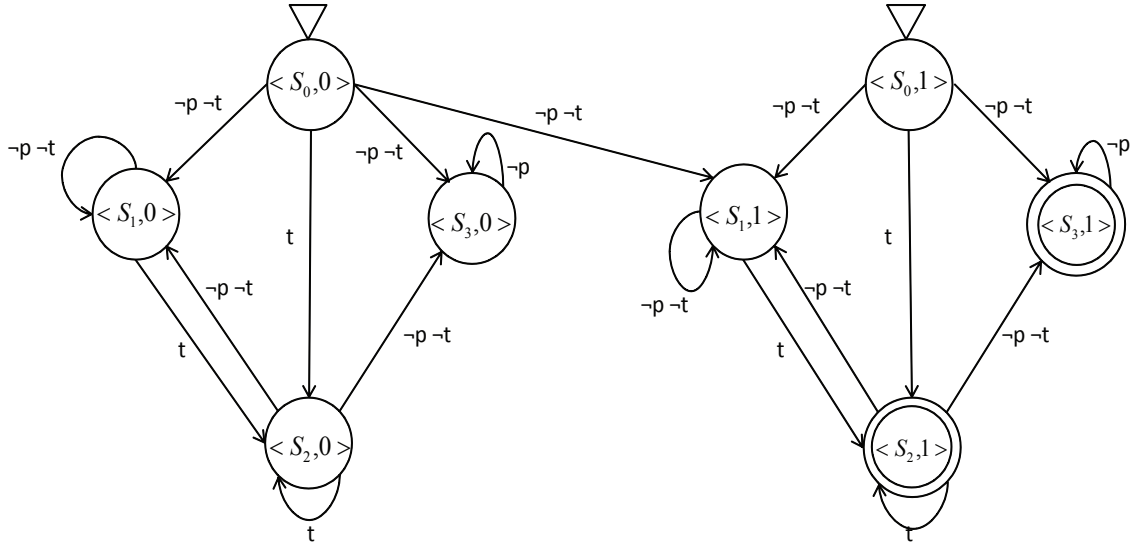 < S₀,0 >
< S₀,1 >
¬p ¬t
¬p ¬t
¬p ¬t
¬p ¬t
¬p ¬t
¬p ¬t
¬p
¬p
< S₁,0 >
< S₃,0 >
< S₁,1 >
< S₃,1 >
t
t
¬p ¬t
¬p ¬t
¬p ¬t
¬p ¬t
¬p ¬t
t
t
< S₂,0 >
< S₂,1 >
t
t